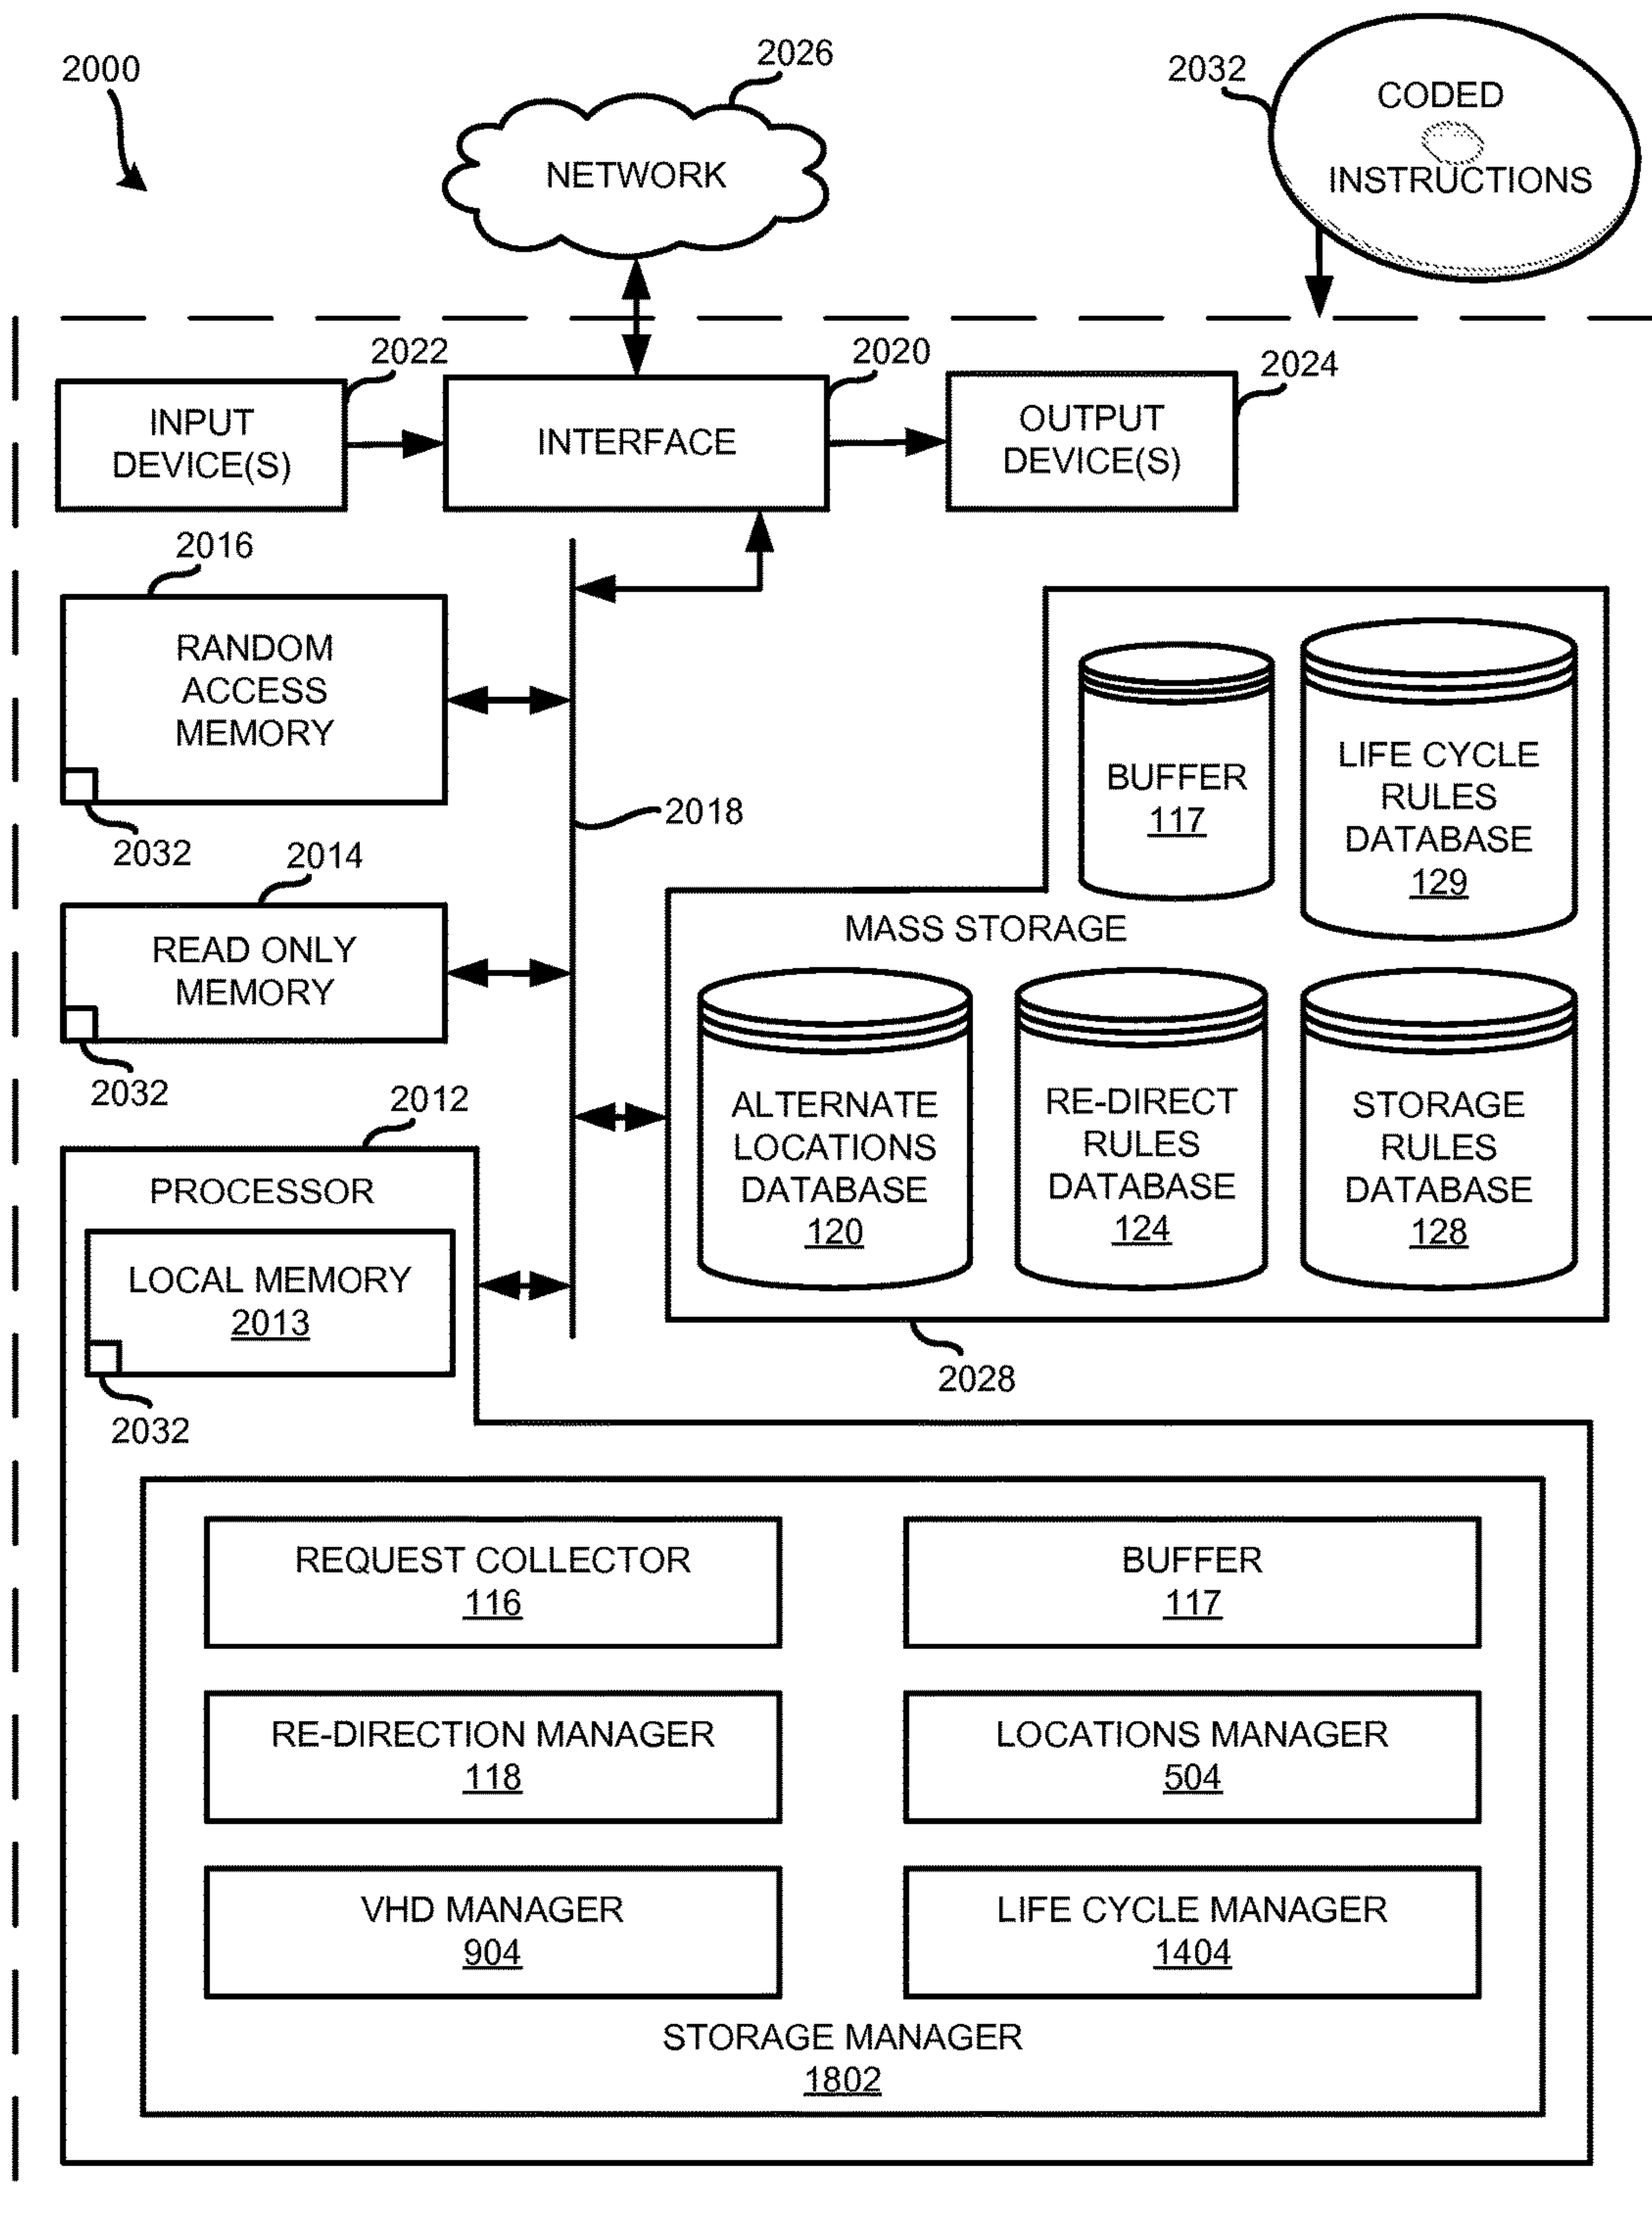 2000
2026
NETWORK
2032
CODED
INSTRUCTIONS
2022
INPUT
DEVICE(S)
2020
INTERFACE
2024
OUTPUT
DEVICE(S)
2016
RANDOM
ACCESS
MEMORY
2032
2018
2014
READ ONLY
MEMORY
2032
BUFFER
117
LIFE CYCLE
RULES
DATABASE
129
MASS STORAGE
ALTERNATE
LOCATIONS
DATABASE
120
RE-DIRECT
RULES
DATABASE
124
STORAGE
RULES
DATABASE
128
2028
2012
PROCESSOR
LOCAL MEMORY
2013
2032
REQUEST COLLECTOR
116
BUFFER
117
RE-DIRECTION MANAGER
118
LOCATIONS MANAGER
504
VHD MANAGER
904
LIFE CYCLE MANAGER
1404
STORAGE MANAGER
1802